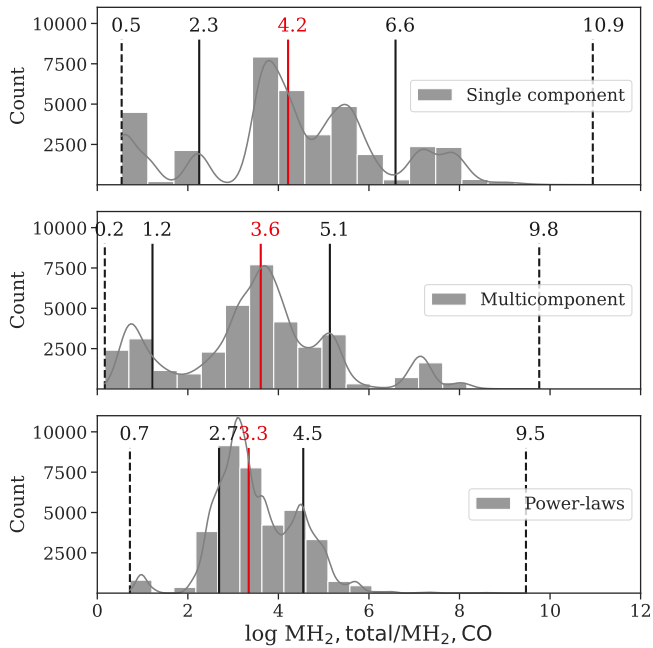 0.5 2.3 4.2 6.6 10.9
10000
7500
5000
2500
Count
Single component
0.2 1.2 3.6 5.1 9.8
10000
7500
5000
2500
Count
Multicomponent
0.7 2.7 3.3 4.5 9.5
10000
7500
5000
2500
Count
Power-laws
0 2 4 6 8 10 12
log MH₂, total/MH₂, CO